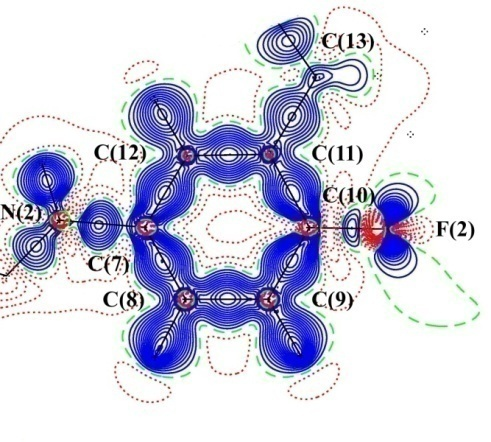 C(13)
C(12)
C(11)
C(10)
N(2)
F(2)
C(7)
C(8)
C(9)